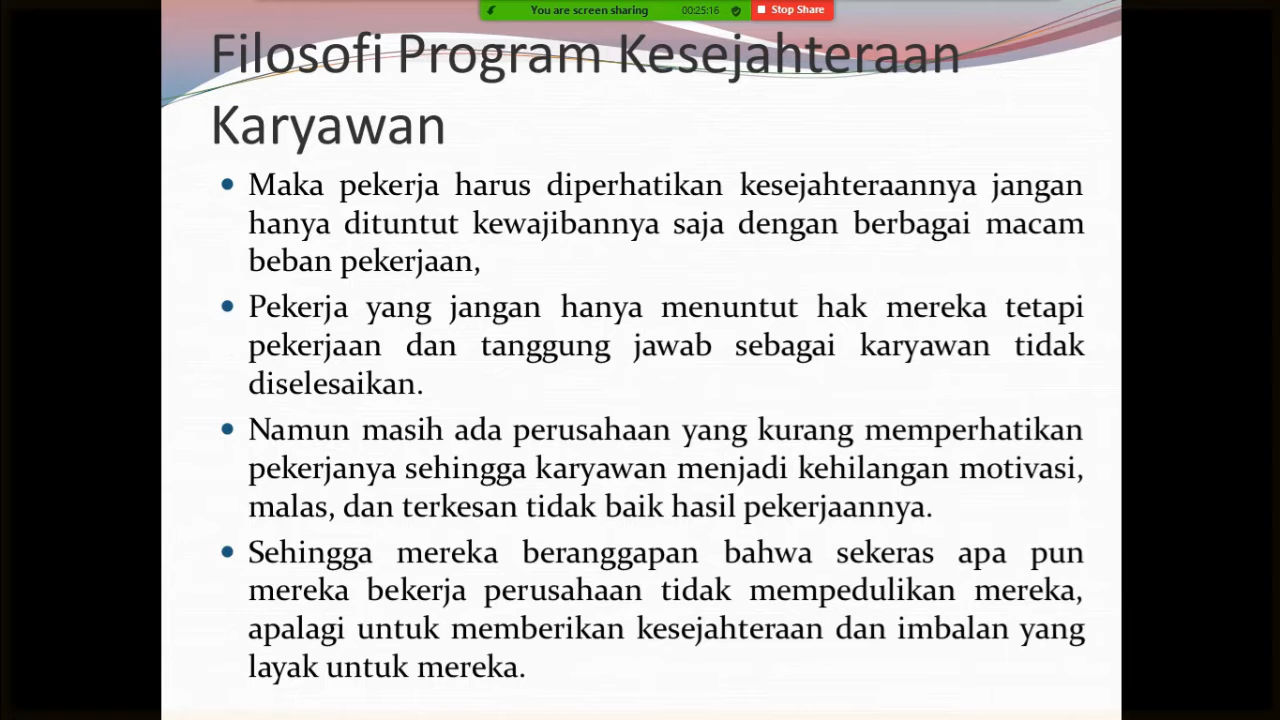 You are screen sharing 00:25:16 Stop Share
Filosofi Program Kesejahteraan
Karyawan
Maka pekerja harus diperhatikan kesejahteraannya jangan
hanya dituntut kewajibannya saja dengan berbagai macam
beban pekerjaan,
Pekerja yang jangan hanya menuntut hak mereka tetapi
pekerjaan dan tanggung jawab sebagai karyawan tidak
diselesaikan.
Namun masih ada perusahaan yang kurang memperhatikan
pekerjanya sehingga karyawan menjadi kehilangan motivasi,
malas, dan terkesan tidak baik hasil pekerjaannya.
Sehingga mereka beranggapan bahwa sekeras apa pun
mereka bekerja perusahaan tidak mempedulikan mereka,
apalagi untuk memberikan kesejahteraan dan imbalan yang
layak untuk mereka.